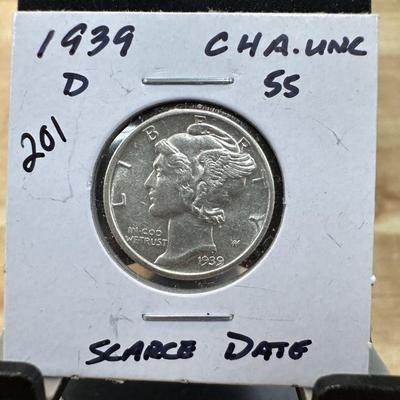 1939 CHA.UNC
D 55
201
LIBERTY
IN GOD
WE TRUST
1939
SCARCE DATE